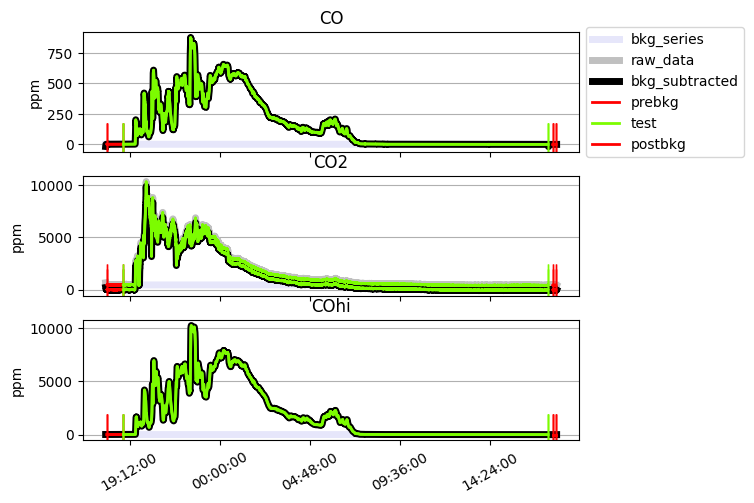 CO
750
500
250
0
ppm
bkg_series
raw_data
bkg_subtracted
prebkg
test
postbkg
CO2
10000
5000
0
ppm
COhi
10000
5000
0
ppm
19:12:00
00:00:00
04:48:00
09:36:00
14:24:00